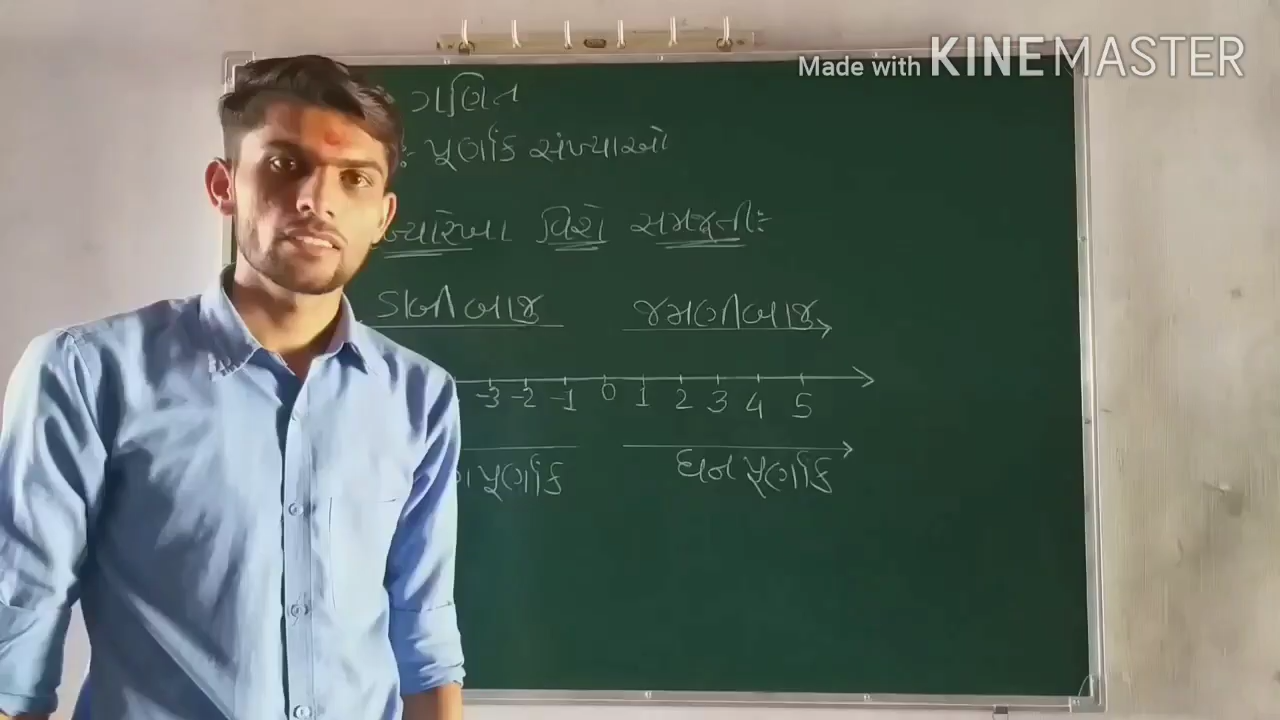 Made with KINEMASTER
ગણિત
:- પૂર્ણાંક સંખ્યાઓ
ખ્યારેખા વિશે સમજૂતી:-
ડાબીબાજુ જમણીબાજુ
-3 -2 -1 0 1 2 3 4 5
ણ પૂર્ણાંક ધન પૂર્ણાંક